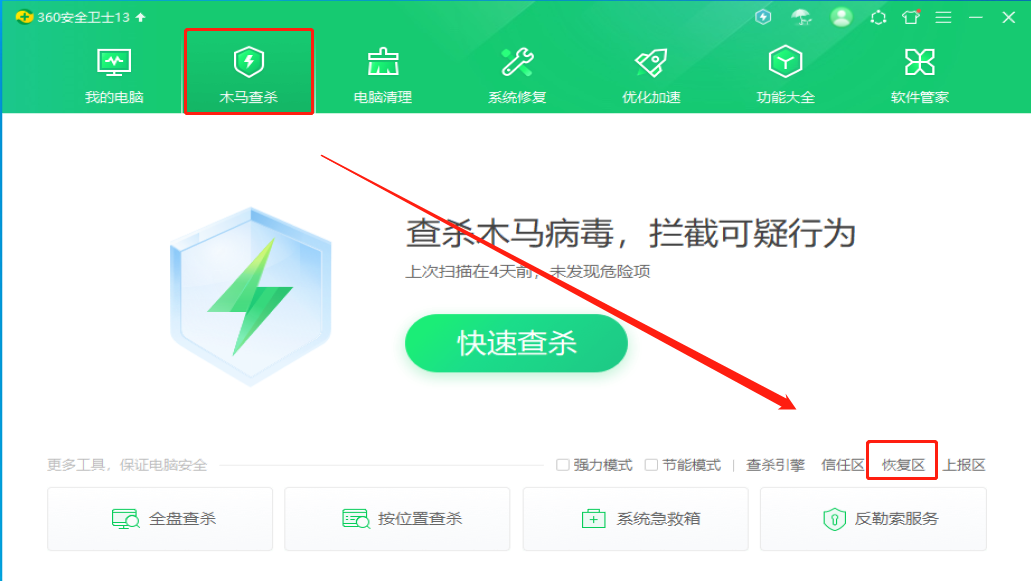 360安全卫士13
我的电脑 木马查杀 电脑清理 系统修复 优化加速 功能大全 软件管家
查杀木马病毒，拦截可疑行为
上次扫描在4天前，未发现危险项
快速查杀
更多工具，保证电脑安全 强力模式 节能模式 | 查杀引擎 信任区 恢复区 上报区
全盘查杀 按位置查杀 系统急救箱 反勒索服务